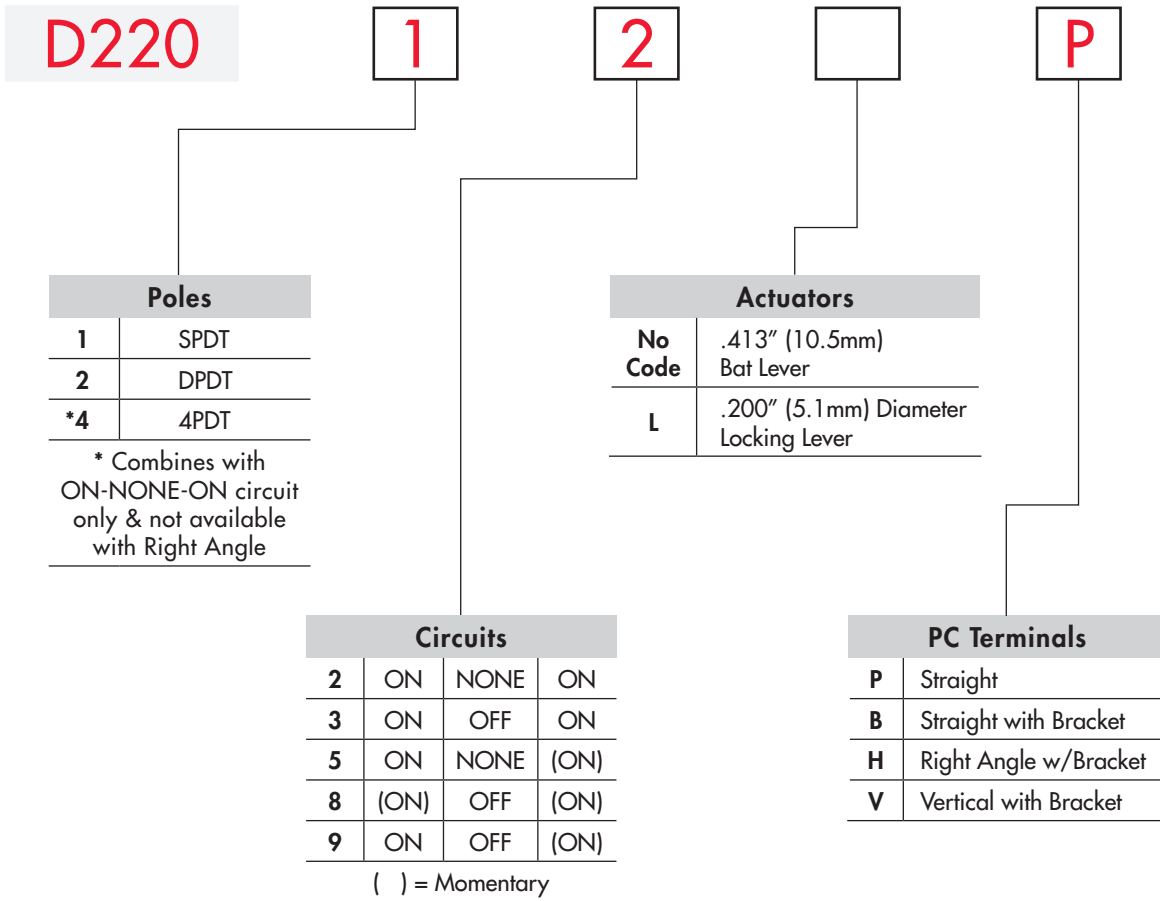 D220 1 2 P
Poles
1 SPDT
2 DPDT
*4 4PDT
* Combines with
ON-NONE-ON circuit
only & not available
with Right Angle
Actuators
No
Code
.413” (10.5mm)
Bat Lever
L
.200” (5.1mm) Diameter
Locking Lever
Circuits
2 ON NONE ON
3 ON OFF ON
5 ON NONE (ON)
8 (ON) OFF (ON)
9 ON OFF (ON)
( ) = Momentary
PC Terminals
P Straight
B Straight with Bracket
H Right Angle w/Bracket
V Vertical with Bracket